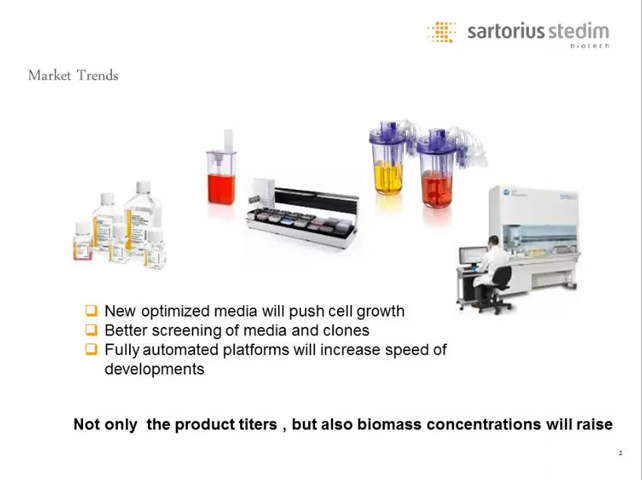 sartorius stedim
biotech
Market Trends
New optimized media will push cell growth
Better screening of media and clones
Fully automated platforms will increase speed of
developments
Not only the product titers , but also biomass concentrations will raise
2